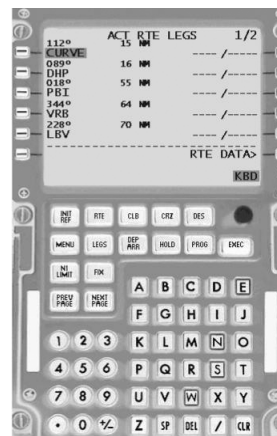 ACT RTE LEGS 1/2
112° 15 NM
CURVE ---- /----
089° 16 NM
DHP ---- /----
018° 55 NM
PBI ---- /----
344° 64 NM
VRB ---- /----
228° 70 NM
LBV ---- /----
RTE DATA>
KBD
INIT REF RTE CLB CRZ DES
MENU LEGS DEP ARR HOLD PROG EXEC
N1 LIMIT FIX
PREV PAGE NEXT PAGE
A B C D E
F G H I J
1 2 3 K L M N O
4 5 6 P Q R S T
7 8 9 U V W X Y
. 0 +/- Z SP DEL / CLR